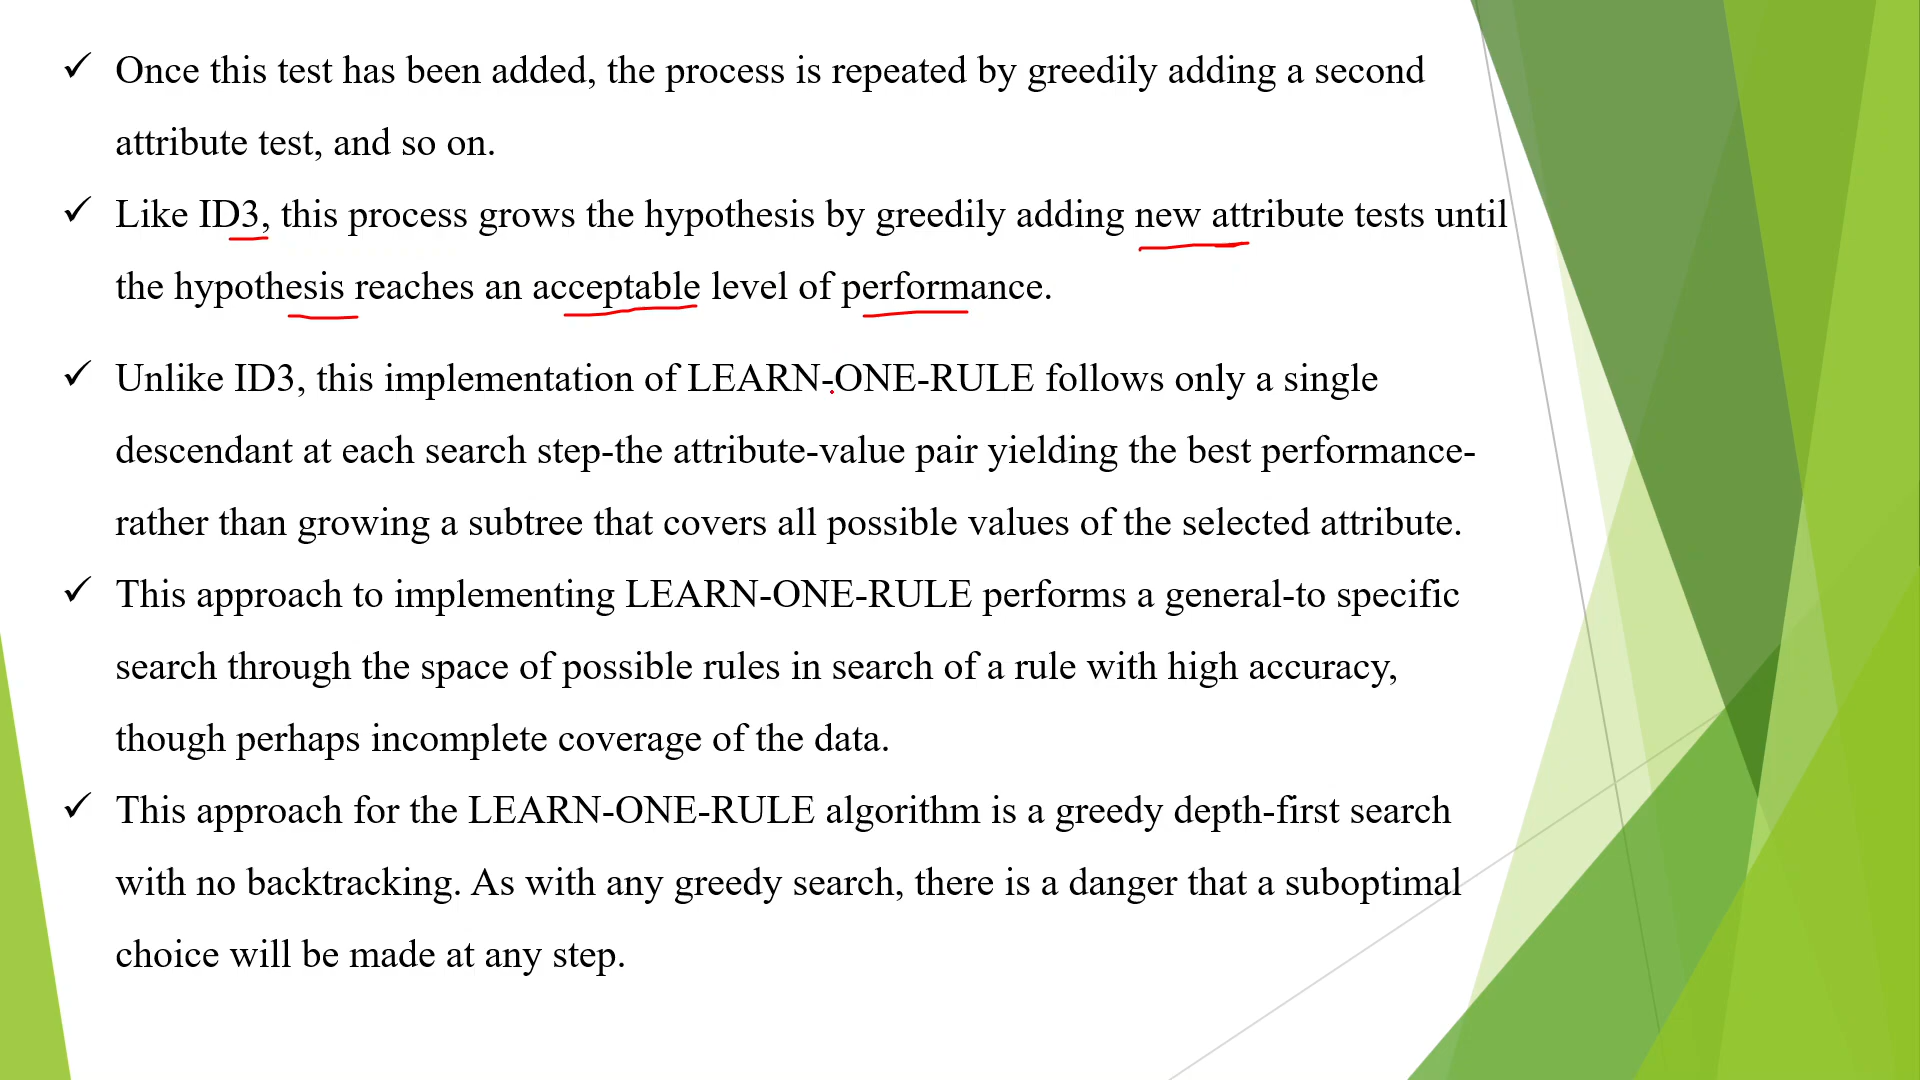 ✓ Once this test has been added, the process is repeated by greedily adding a second
attribute test, and so on.
✓ Like ID3, this process grows the hypothesis by greedily adding new attribute tests until
the hypothesis reaches an acceptable level of performance.
✓ Unlike ID3, this implementation of LEARN-ONE-RULE follows only a single
descendant at each search step-the attribute-value pair yielding the best performance-
rather than growing a subtree that covers all possible values of the selected attribute.
✓ This approach to implementing LEARN-ONE-RULE performs a general-to specific
search through the space of possible rules in search of a rule with high accuracy,
though perhaps incomplete coverage of the data.
✓ This approach for the LEARN-ONE-RULE algorithm is a greedy depth-first search
with no backtracking. As with any greedy search, there is a danger that a suboptimal
choice will be made at any step.